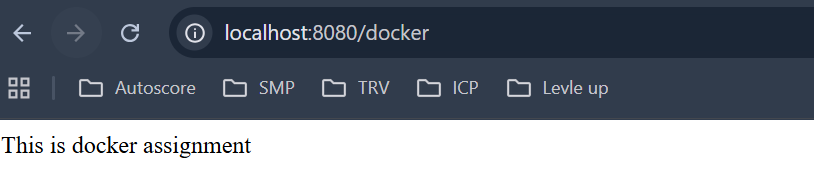 localhost:8080/docker
Autoscore SMP TRV ICP Levle up
This is docker assignment